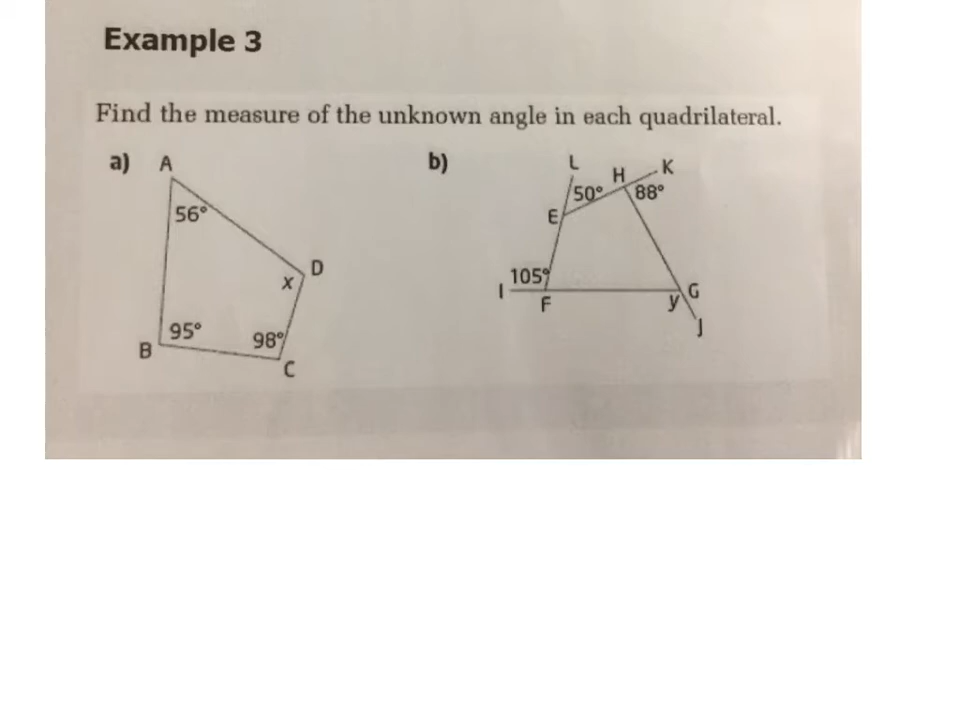 Example 3
Find the measure of the unknown angle in each quadrilateral.
a) A
56°
D
x
95°
98°
B
C
b)
L
H
K
50°
88°
E
105°
I
F
G
y
J